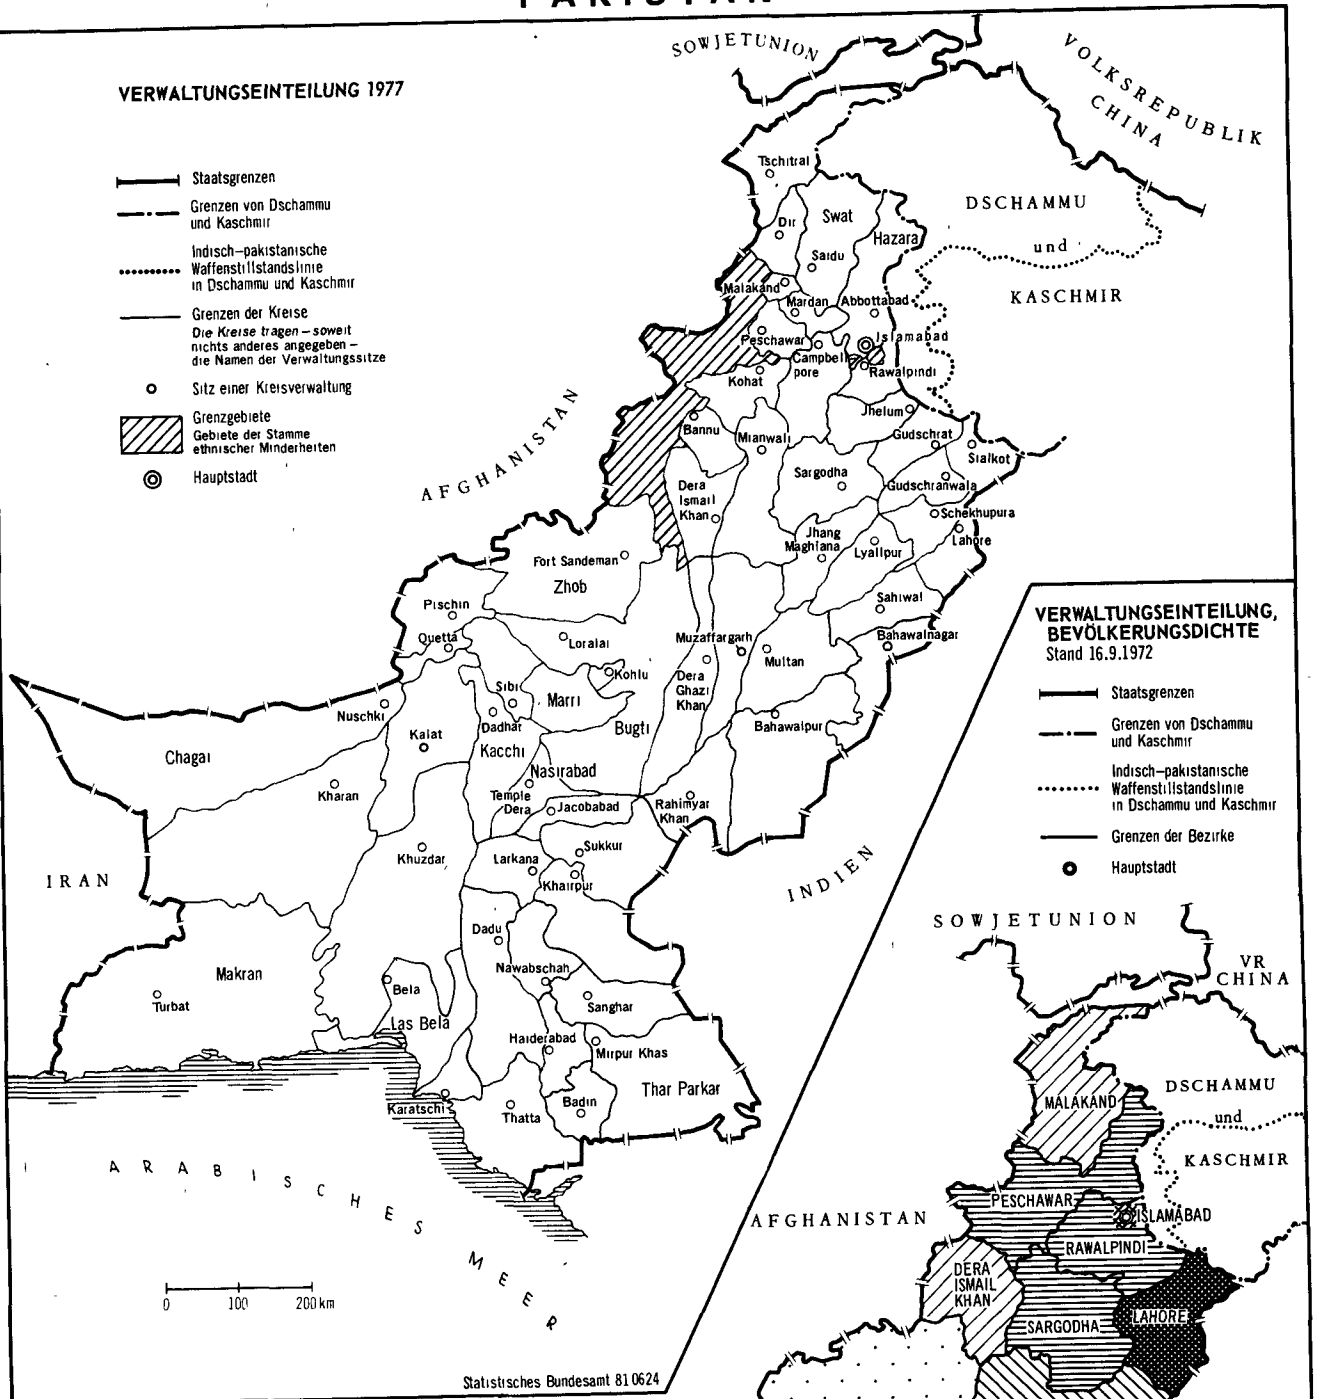 PAKISTAN
VERWALTUNGSEINTEILUNG 1977
Staatsgrenzen
Grenzen von Dschammu
und Kaschmir
Indisch–pakistanische
Waffenstillstandslinie
in Dschammu und Kaschmir
Grenzen der Kreise
Die Kreise tragen – soweit
nichts anderes angegeben –
die Namen der Verwaltungssitze
Sitz einer Kreisverwaltung
Grenzgebiete
Gebiete der Stamme
ethnischer Minderheiten
Hauptstadt
SOWJETUNION
VOLKSREPUBLIK
CHINA
DSCHAMMU
und
KASCHMIR
AFGHANISTAN
IRAN
INDIEN
ARABISCHES MEER
Tschitral
Dir
Swat
Hazara
Saidu
Malakand
Mardan
Abbottabad
Peschawar
Islamabad
Campbell
pore
Rawalpindi
Kohat
Jhelum
Bannu
Mianwali
Gudschrat
Sialkot
Sargodha
Dera
Ismail
Khan
Gudschranwala
Schekhupura
Lahore
Jhang
Maghiana
Lyallpur
Fort Sandeman
Zhob
Sahiwal
Pischin
Quetta
Loralai
Muzaffargarh
Multan
Bahawalnagar
Kohlu
Dera
Ghazi
Khan
Sibi
Marri
Nuschki
Dadhar
Bugti
Bahawalpur
Kalat
Kacchi
Chagai
Nasirabad
Kharan
Temple
Dera
Jacobabad
Rahimyar
Khan
Khuzdar
Larkana
Sukkur
Khairpur
Dadu
Makran
Nawabschah
Turbat
Bela
Sanghar
Las Bela
Haiderabad
Mirpur Khas
Karatschi
Thatta
Badin
Thar Parkar
0 100 200 km
Statistisches Bundesamt 81 0624
VERWALTUNGSEINTEILUNG,
BEVÖLKERUNGSDICHTE
Stand 16.9.1972
Staatsgrenzen
Grenzen von Dschammu
und Kaschmir
Indisch–pakistanische
Waffenstillstandslinie
in Dschammu und Kaschmir
Grenzen der Bezirke
Hauptstadt
SOWJETUNION
VR
CHINA
DSCHAMMU
und
KASCHMIR
MALAKAND
PESCHAWAR
ISLAMABAD
AFGHANISTAN
RAWALPINDI
DERA
ISMAIL
KHAN
SARGODHA
LAHORE